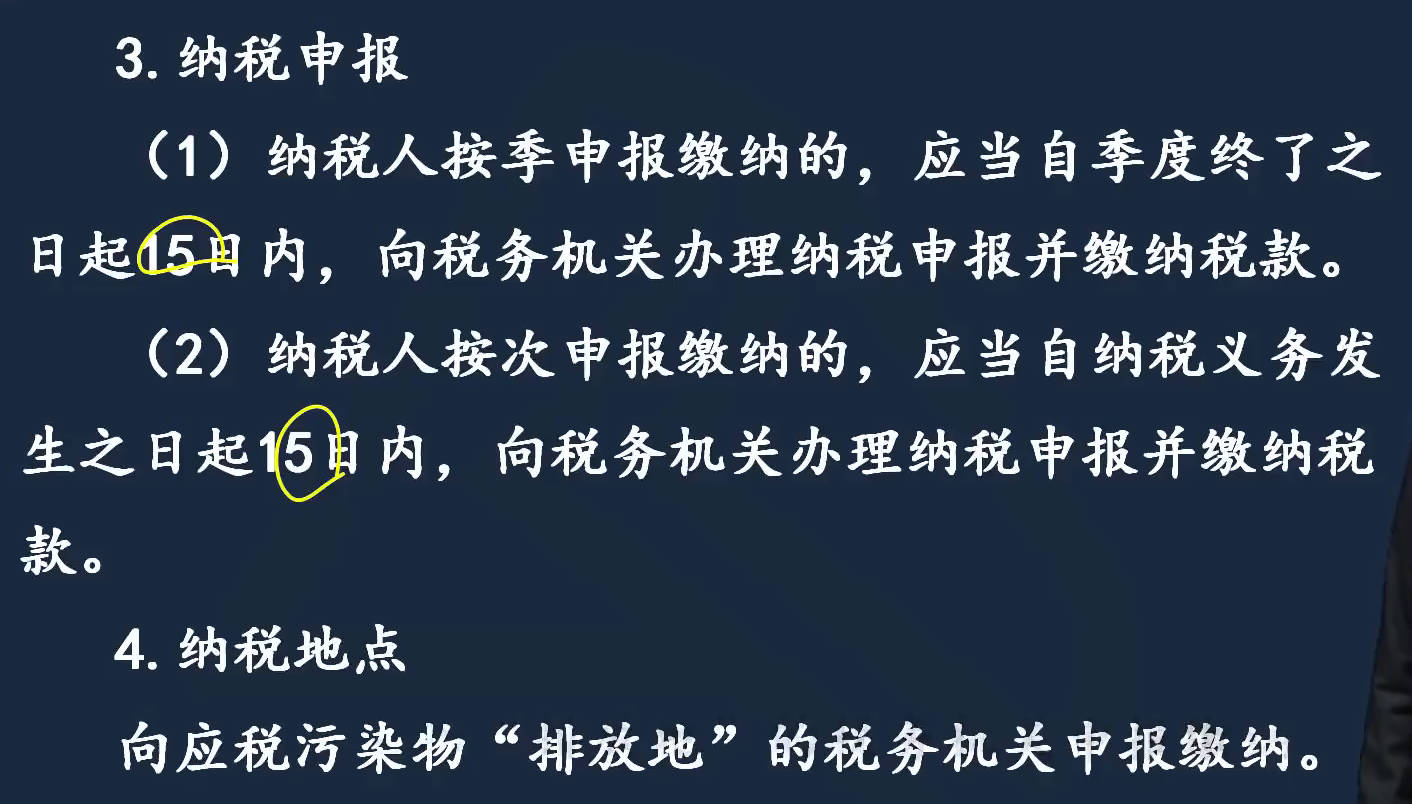 3. 纳税申报
（1）纳税人按季申报缴纳的，应当自季度终了之
日起15日内，向税务机关办理纳税申报并缴纳税款。
（2）纳税人按次申报缴纳的，应当自纳税义务发
生之日起15日内，向税务机关办理纳税申报并缴纳税
款。
4. 纳税地点
向应税污染物“排放地”的税务机关申报缴纳。